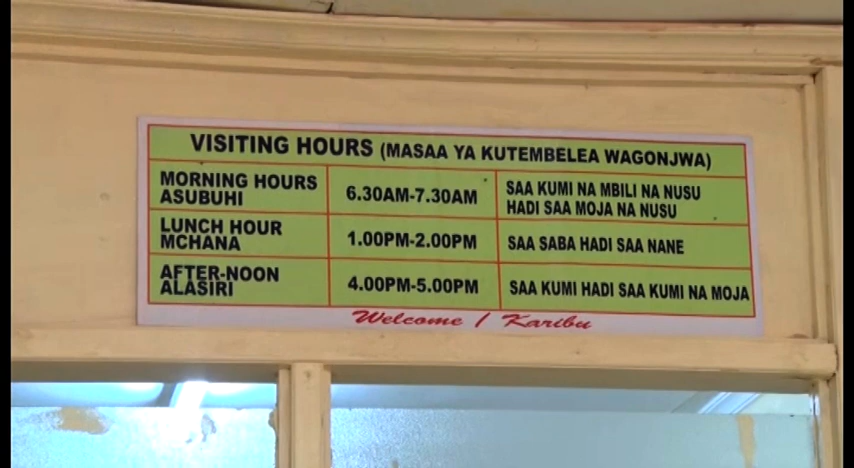 VISITING HOURS (MASAA YA KUTEMBELEA WAGONJWA)
MORNING HOURS
ASUBUHI
6.30AM-7.30AM
SAA KUMI NA MBILI NA NUSU
HADI SAA MOJA NA NUSU
LUNCH HOUR
MCHANA
1.00PM-2.00PM
SAA SABA HADI SAA NANE
AFTER-NOON
ALASIRI
4.00PM-5.00PM
SAA KUMI HADI SAA KUMI NA MOJA
Welcome / Karibu